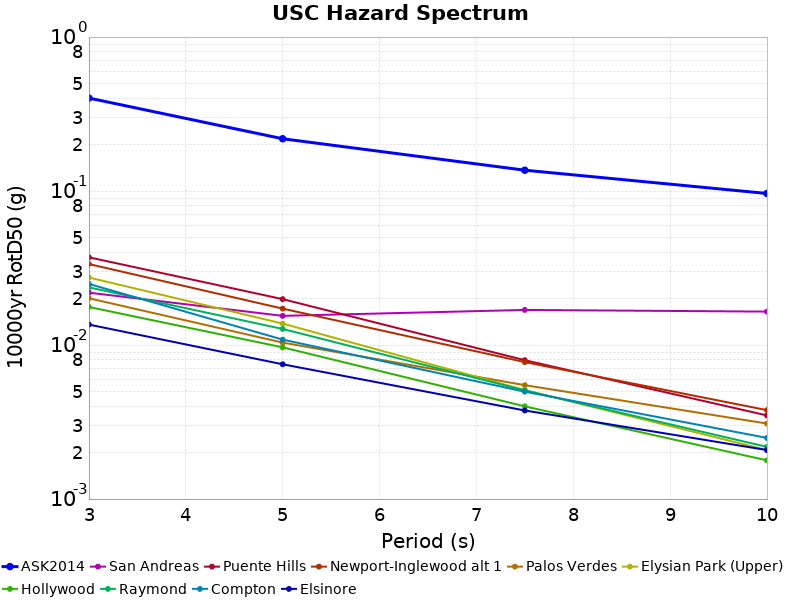 USC Hazard Spectrum
10000yr RotD50 (g)
10^0
8
5
3
2
10^-1
8
5
3
2
10^-2
8
5
3
2
10^-3
3 4 5 6 7 8 9 10
Period (s)
ASK2014 San Andreas Puente Hills Newport-Inglewood alt 1 Palos Verdes Elysian Park (Upper)
Hollywood Raymond Compton Elsinore